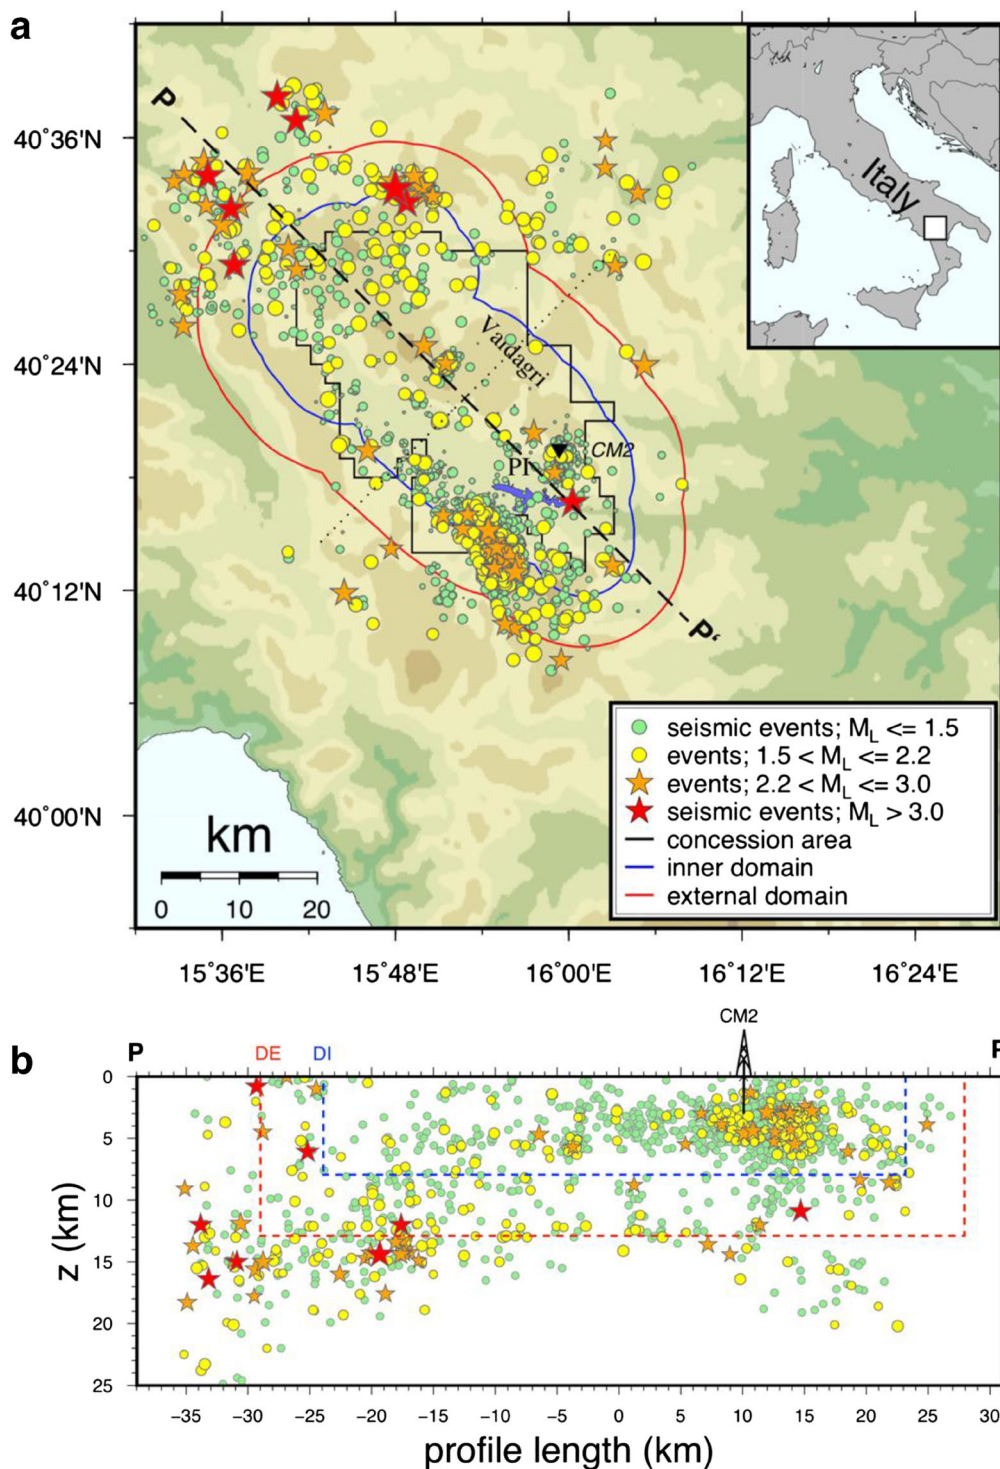 a
P
40°36'N
40°24'N
40°12'N
40°00'N
Italy
Valdagri
CM2
PI
P‘
seismic events; ML <= 1.5
events; 1.5 < ML <= 2.2
events; 2.2 < ML <= 3.0
seismic events; ML > 3.0
concession area
inner domain
external domain
km
0 10 20
15°36'E 15°48'E 16°00'E 16°12'E 16°24'E
b
P
DE DI
CM2
0
5
10
15
20
25
z (km)
−35 −30 −25 −20 −15 −10 −5 0 5 10 15 20 25 30
profile length (km)